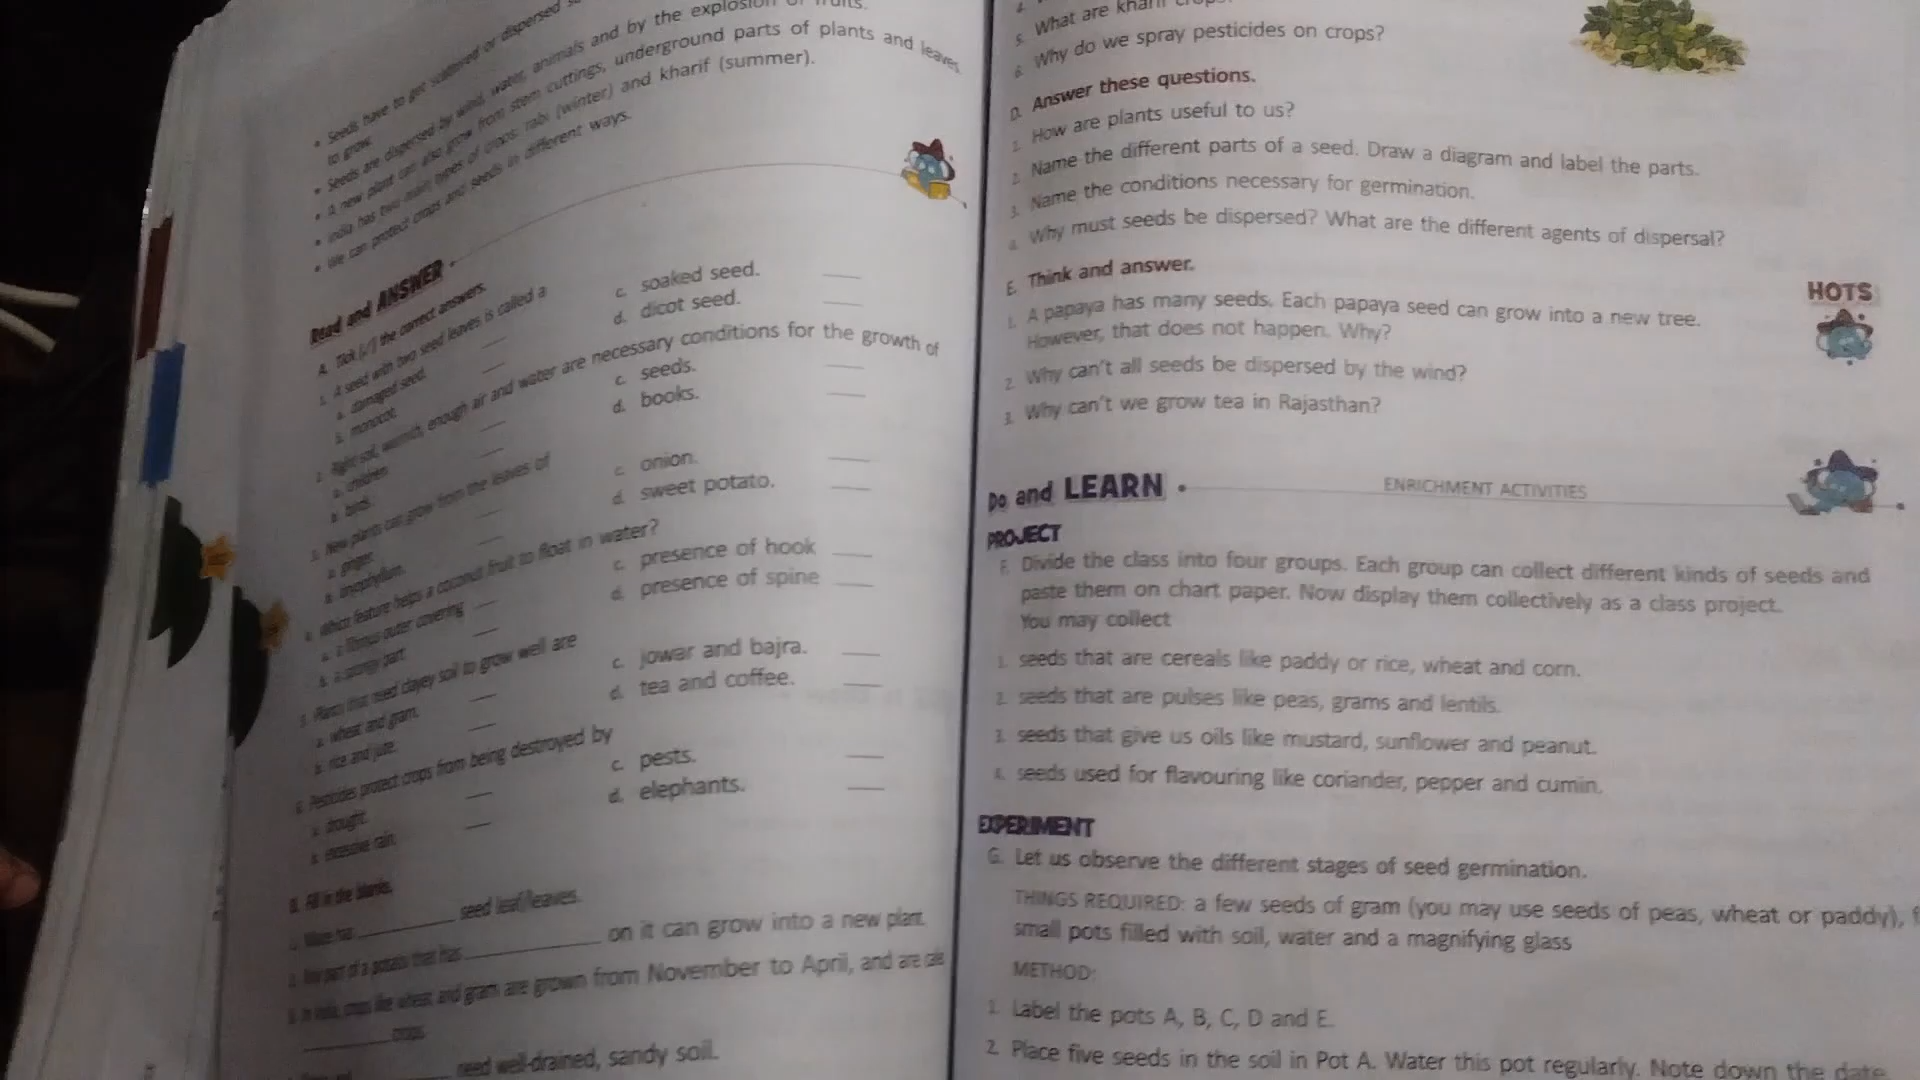 • Seeds have to get scattered or dispersed
to grow.
• Seeds are dispersed by wind, water, animals and by the explosion of fruits.
• A new plant can also grow from stem cuttings, underground parts of plants and leaves.
• India has two main types of crops: rabi (winter) and kharif (summer).
• We can protect crops and seeds in different ways.
Read and ANSWER
A. Tick [✓] the correct answers.
1. A seed with two seed leaves is called a
a. damaged seed.
c. soaked seed.
b. monocot.
d. dicot seed.
2. Right soil, warmth, enough air and water are necessary conditions for the growth of
a. children.
c. seeds.
b. birds.
d. books.
3. New plants can grow from the leaves of
a. ginger.
c. onion.
b. bryophyllum.
d. sweet potato.
4. Which feature helps a coconut fruit to float in water?
a. a fibrous outer covering
c. presence of hook
b. a spongy part
d. presence of spine
5. Plants that need clayey soil to grow well are
a. wheat and gram.
c. jowar and bajra.
b. rice and jute.
d. tea and coffee.
6. Pesticides protect crops from being destroyed by
a. drought.
c. pests.
b. excessive rain.
d. elephants.
B. Fill in the blanks.
1. Maize has __________ seed leaf/leaves.
2. Any part of a potato that has __________ on it can grow into a new plant.
3. In India, crops like wheat and gram are grown from November to April, and are
__________ crops.
__________ need well-drained, sandy soil.
5. What are kharif crops?
6. Why do we spray pesticides on crops?
D. Answer these questions.
1. How are plants useful to us?
2. Name the different parts of a seed. Draw a diagram and label the parts.
3. Name the conditions necessary for germination.
4. Why must seeds be dispersed? What are the different agents of dispersal?
E. Think and answer.
HOTS
1. A papaya has many seeds. Each papaya seed can grow into a new tree.
However, that does not happen. Why?
2. Why can't all seeds be dispersed by the wind?
3. Why can't we grow tea in Rajasthan?
Do and LEARN
ENRICHMENT ACTIVITIES
PROJECT
F. Divide the class into four groups. Each group can collect different kinds of seeds and
paste them on chart paper. Now display them collectively as a class project.
You may collect
1. seeds that are cereals like paddy or rice, wheat and corn.
2. seeds that are pulses like peas, grams and lentils.
3. seeds that give us oils like mustard, sunflower and peanut.
4. seeds used for flavouring like coriander, pepper and cumin.
EXPERIMENT
G. Let us observe the different stages of seed germination.
THINGS REQUIRED: a few seeds of gram (you may use seeds of peas, wheat or paddy),
small pots filled with soil, water and a magnifying glass
METHOD:
1. Label the pots A, B, C, D and E.
2. Place five seeds in the soil in Pot A. Water this pot regularly. Note down the date